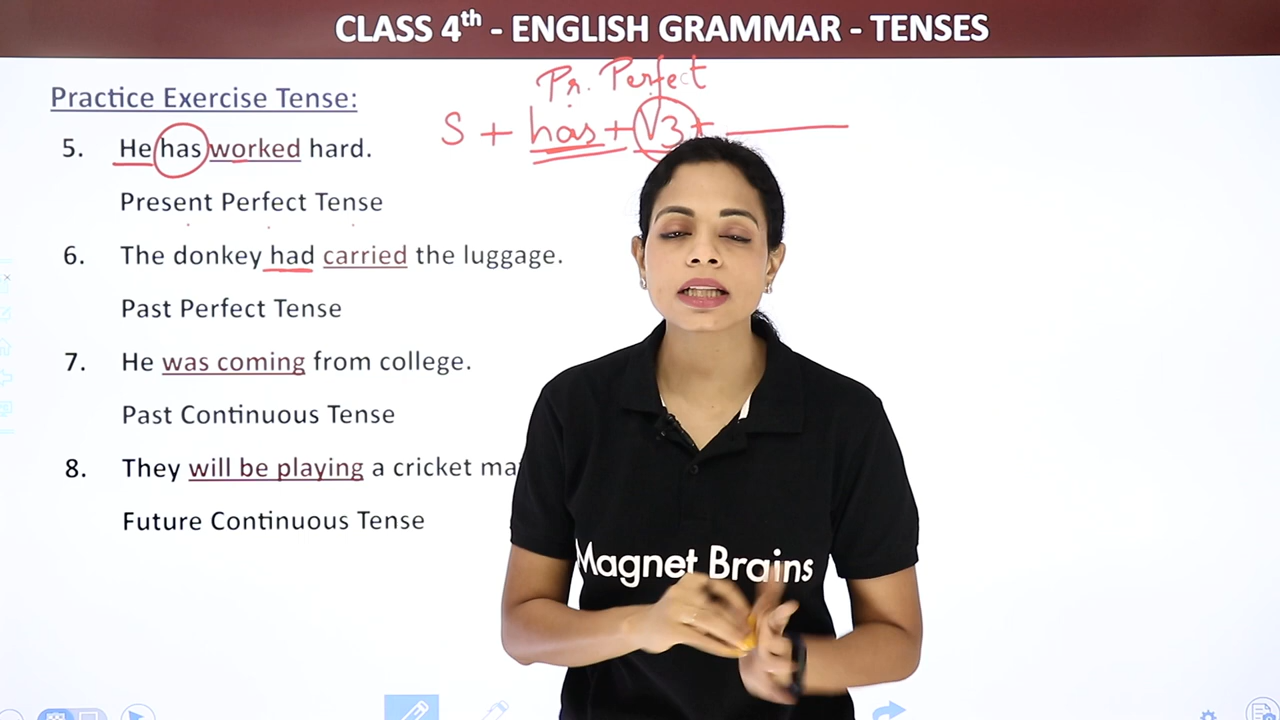 CLASS 4th - ENGLISH GRAMMAR - TENSES
Pr. Perfect
Practice Exercise Tense:
S + has + V3 +
5. He has worked hard.
Present Perfect Tense
6. The donkey had carried the luggage.
Past Perfect Tense
7. He was coming from college.
Past Continuous Tense
8. They will be playing a cricket
Future Continuous Tense
Magnet Brains